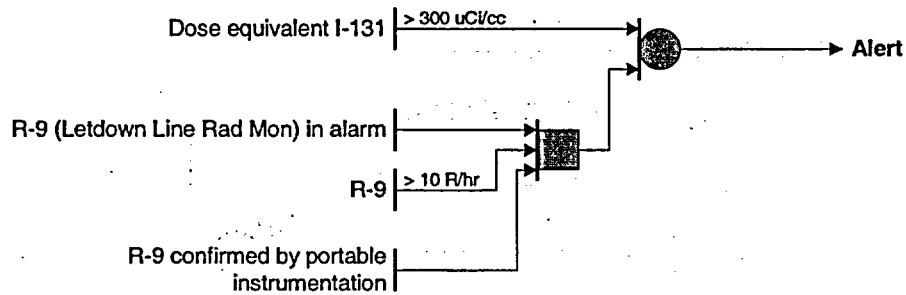 Dose equivalent I-131
> 300 uCi/cc
Alert
R-9 (Letdown Line Rad Mon) in alarm
R-9
> 10 R/hr
R-9 confirmed by portable
instrumentation